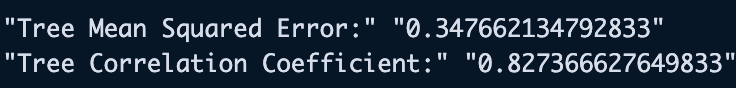 "Tree Mean Squared Error:" "0.347662134792833"
"Tree Correlation Coefficient:" "0.827366627649833"